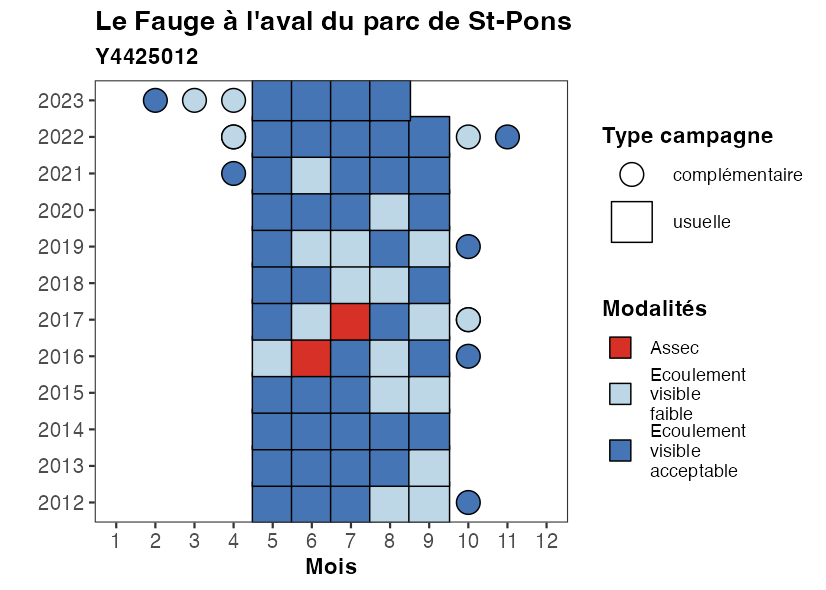 Le Fauge à l'aval du parc de St-Pons
Y4425012
2023
2022
2021
2020
2019
2018
2017
2016
2015
2014
2013
2012
1 2 3 4 5 6 7 8 9 10 11 12
Mois
Type campagne
complémentaire
usuelle
Modalités
Assec
Ecoulement
visible
faible
Ecoulement
visible
acceptable